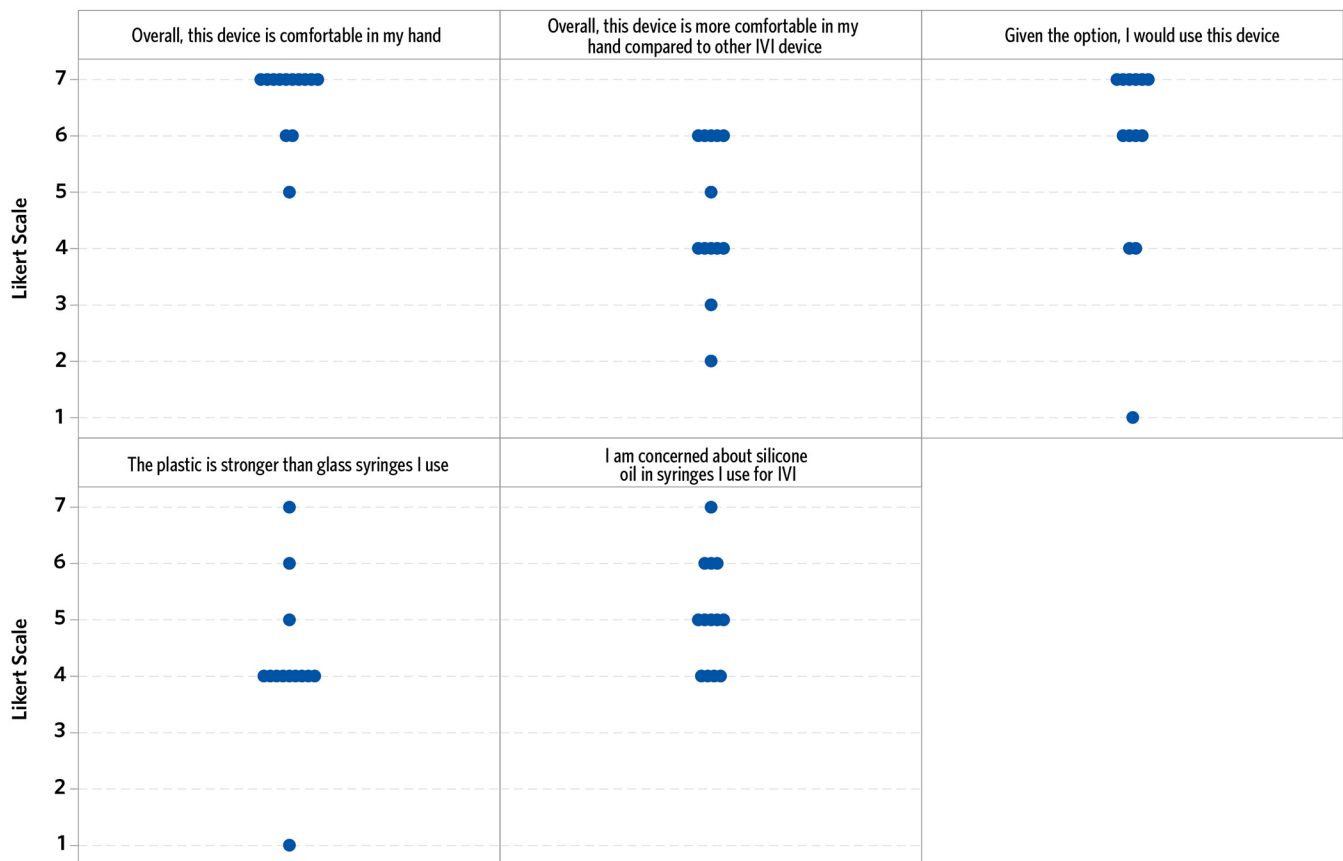 Overall, this device is comfortable in my hand
Overall, this device is more comfortable in my
hand compared to other IVI device
Given the option, I would use this device
Likert Scale
7
6
5
4
3
2
1
The plastic is stronger than glass syringes I use
I am concerned about silicone
oil in syringes I use for IVI
Likert Scale
7
6
5
4
3
2
1